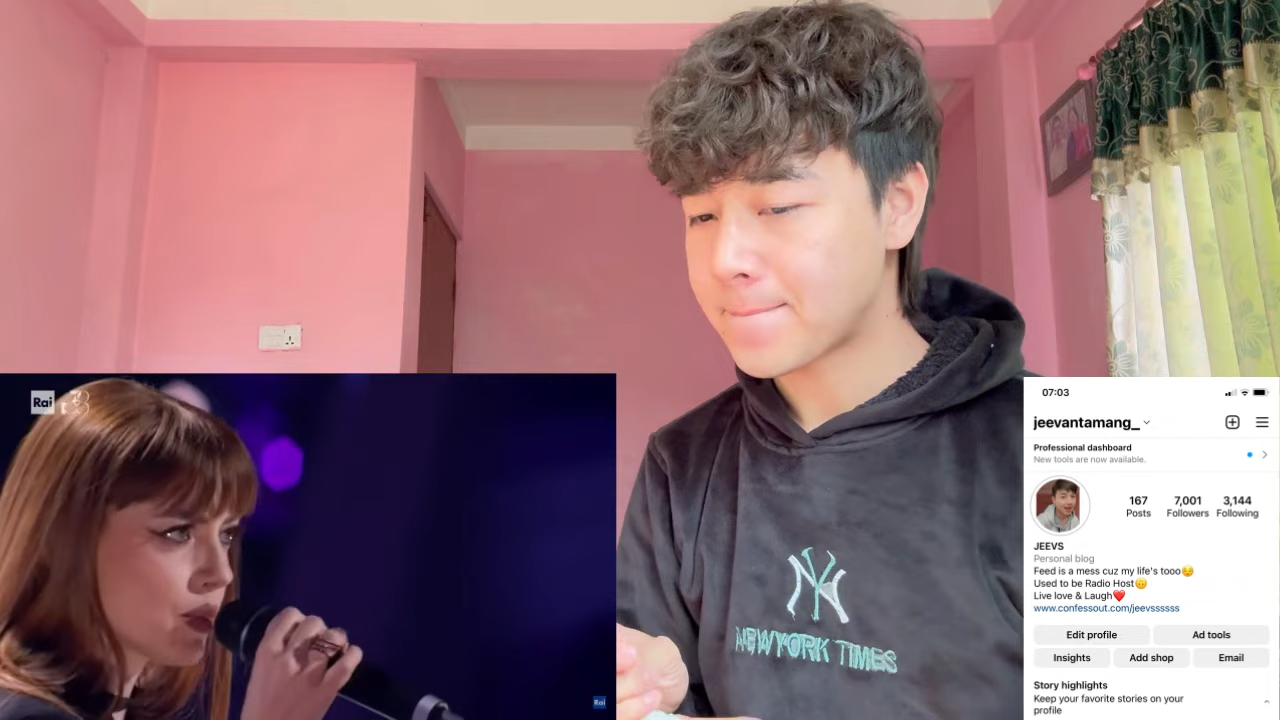 Rai
Rai
NY
NEWYORK TIMES
07:03
jeevantamang_
Professional dashboard
New tools are now available.
167
7,001
3,144
Posts
Followers
Following
JEEVS
Personal blog
Feed is a mess cuz my life's tooo😌
Used to be Radio Host🙃
Live love & Laugh❤️
www.confessout.com/jeevssssss
Edit profile
Ad tools
Insights
Add shop
Email
Story highlights
Keep your favorite stories on your
profile